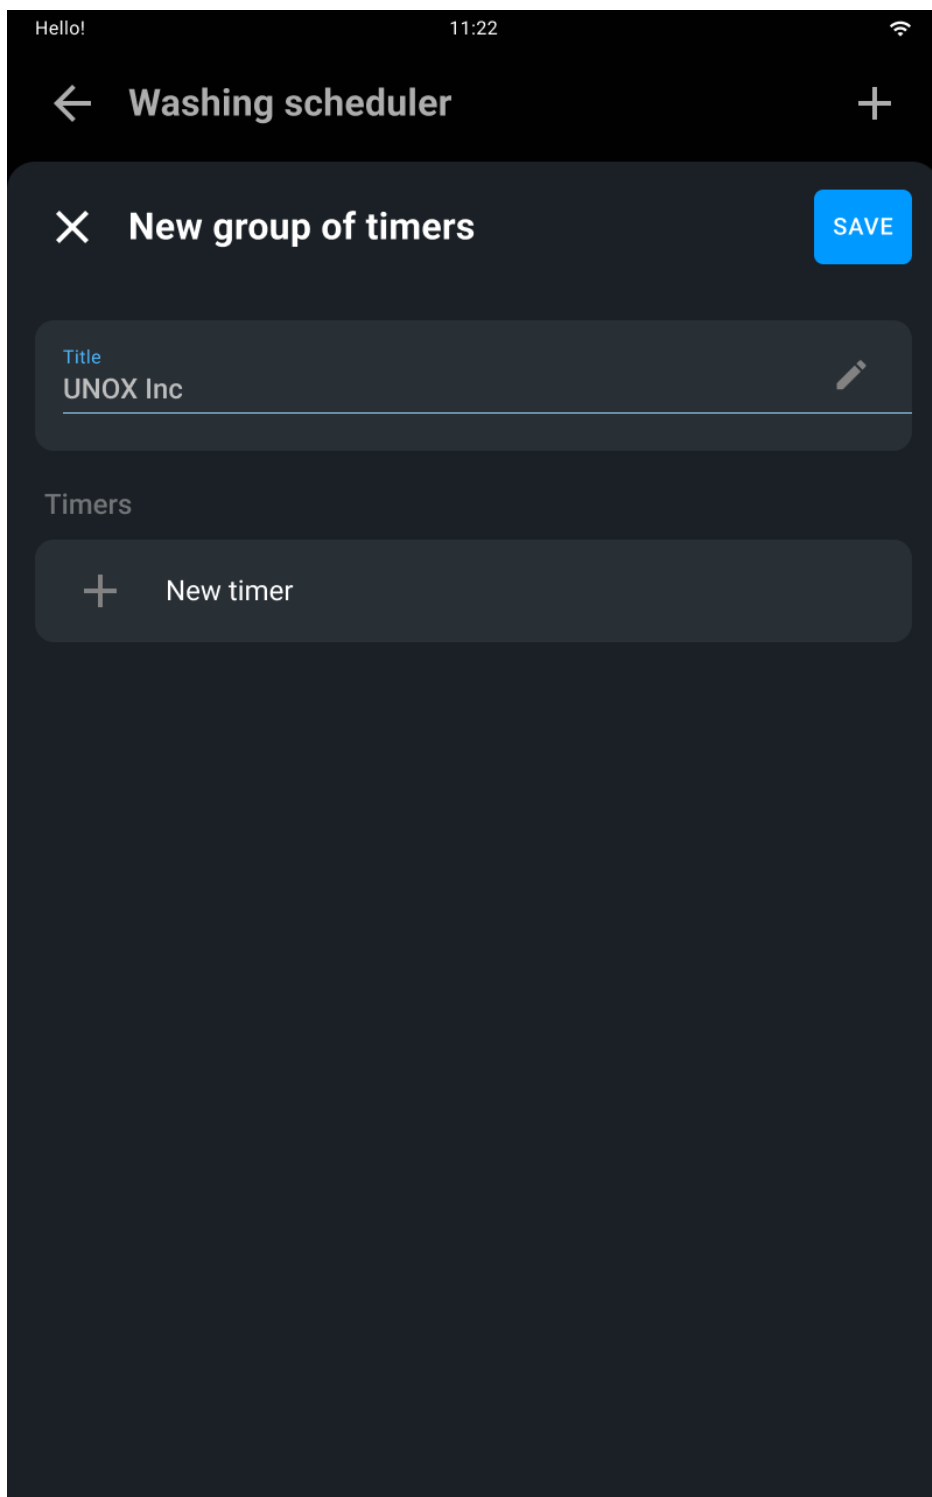 Hello! 11:22
Washing scheduler
New group of timers SAVE
Title
UNOX Inc
Timers
New timer